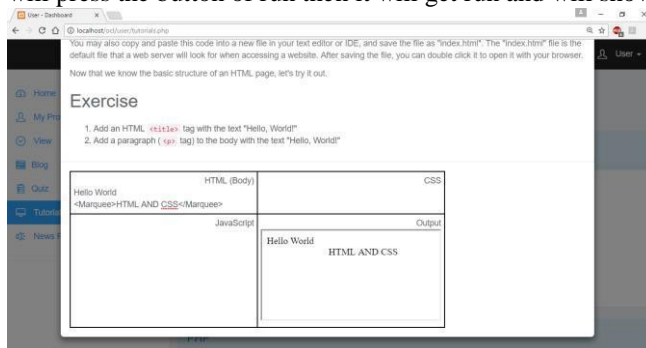 will press the button of run then it will get run and will show
User - Dashboard
localhost/ocl/user/tutorials.php
You may also copy and paste this code into a new file in your text editor or IDE, and save the file as "index.html". The "index.html" file is the
default file that a web server will look for when accessing a website. After saving the file, you can double click it to open it with your browser.
User
Now that we know the basic structure of an HTML page, let's try it out.
Home
Exercise
My Pro
1. Add an HTML <title> tag with the text "Hello, World!"
2. Add a paragraph ( <p> tag) to the body with the text "Hello, World!"
View
Blog
Quiz
HTML (Body)
CSS
Hello World
<Marquee>HTML AND CSS</Marquee>
Tutoria
JavaScript
Output
News F
Hello World
HTML AND CSS
PHP